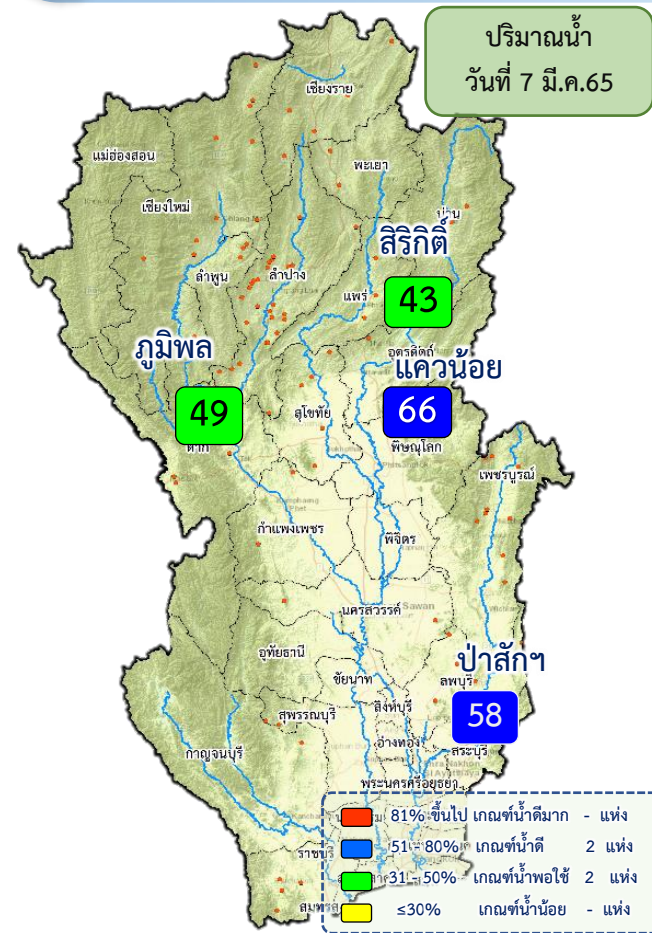 ปริมาณน้ำ
วันที่ 7 มี.ค.65
เชียงราย
แม่ฮ่องสอน
พะเยา
เชียงใหม่
น่าน
สิริกิติ์
ลำพูน
ลำปาง
แพร่
43
ภูมิพล
อุตรดิตถ์
แควน้อย
49
สุโขทัย
66
ตาก
พิษณุโลก
เพชรบูรณ์
กำแพงเพชร
พิจิตร
นครสวรรค์
Sawan
อุทัยธานี
ป่าสักฯ
ชัยนาท
ลพบุรี
สุพรรณบุรี
สิงห์บุรี
58
อ่างทอง
กาญจนบุรี
สระบุรี
พระนครศรีอยุธยา
81% ขึ้นไป เกณฑ์น้ำดีมาก - แห่ง
51 - 80% เกณฑ์น้ำดี 2 แห่ง
ราชบุรี
31 - 50% เกณฑ์น้ำพอใช้ 2 แห่ง
≤30% เกณฑ์น้ำน้อย - แห่ง